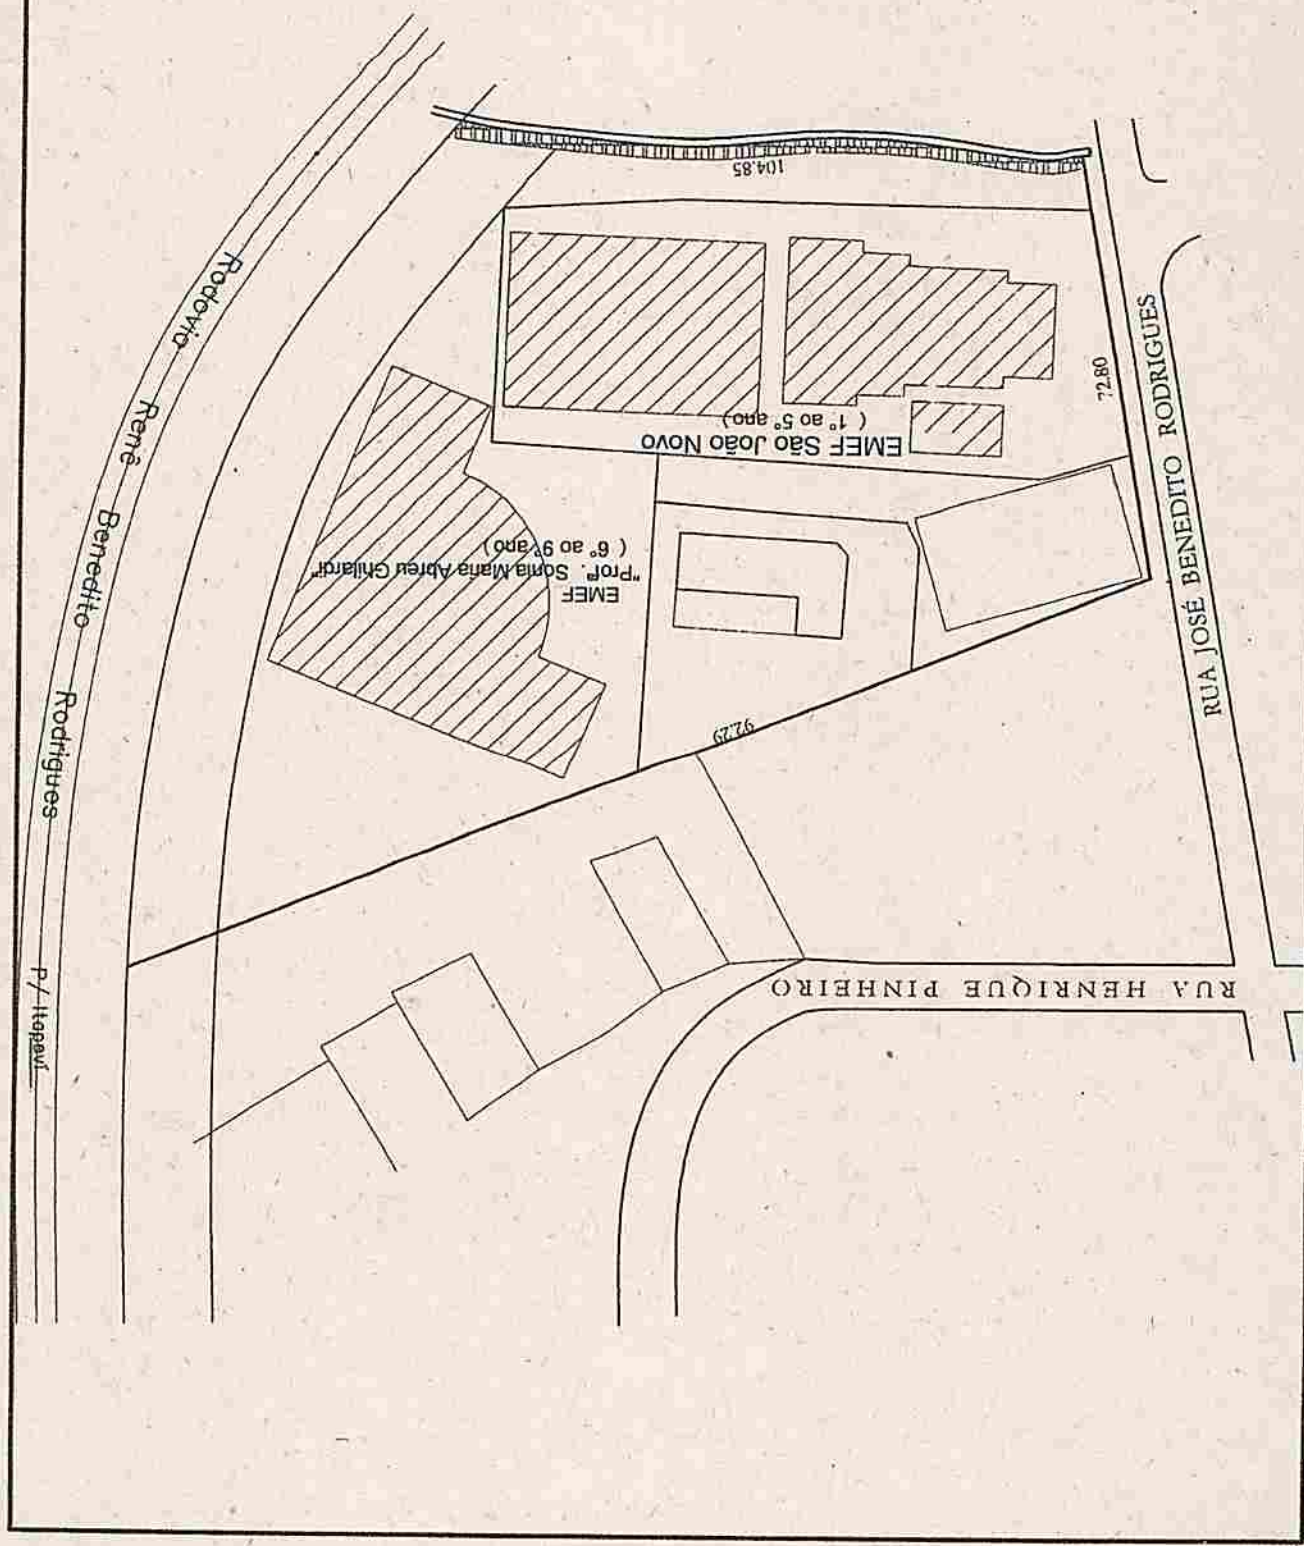 Rodovia René Benedito Rodrigues
P/ Itapevi
104.85
EMEF São João Novo
( 1º ao 5º ano)
72.80
RUA JOSÉ BENEDITO RODRIGUES
EMEF
"Profª. Sonia Maria Abreu Ghilardi"
( 6º ao 9º ano)
92.29
RUA HENRIQUE PINHEIRO